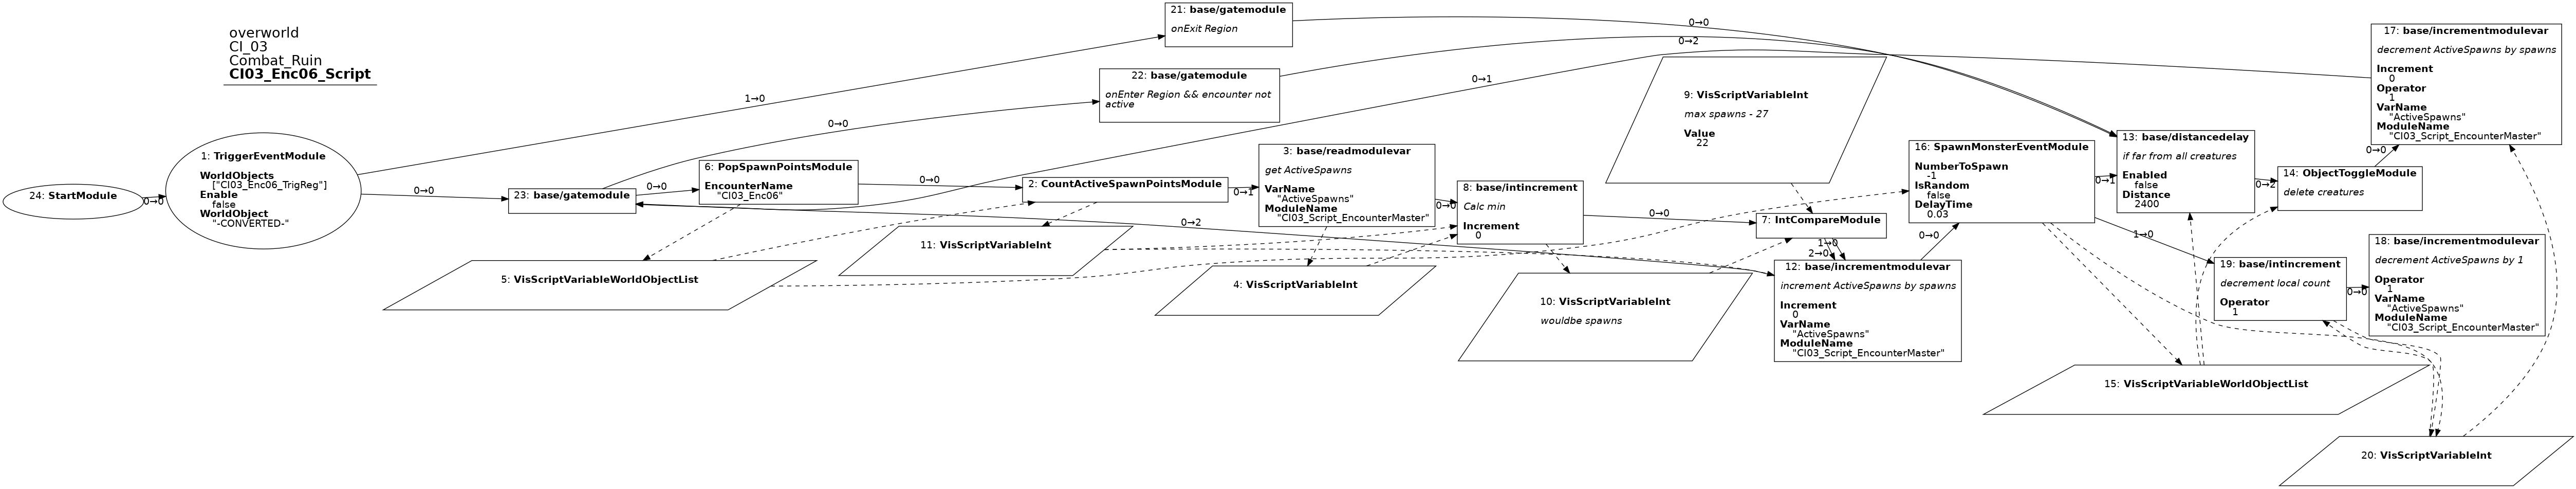 overworld
CI_03
Combat_Ruin
CI03_Enc06_Script
24: StartModule
0→0
1: TriggerEventModule
WorldObjects
["CI03_Enc06_TrigReg"]
Enable
false
WorldObject
"-CONVERTED-"
1→0
0→0
21: base/gatemodule
onExit Region
0→0
22: base/gatemodule
onEnter Region && encounter not
active
0→2
23: base/gatemodule
0→0
0→0
6: PopSpawnPointsModule
EncounterName
"CI03_Enc06"
0→0
5: VisScriptVariableWorldObjectList
2: CountActiveSpawnPointsModule
0→1
11: VisScriptVariableInt
3: base/readmodulevar
get ActiveSpawns
VarName
"ActiveSpawns"
ModuleName
"CI03_Script_EncounterMaster"
0→0
4: VisScriptVariableInt
8: base/intincrement
Calc min
Increment
0
0→0
10: VisScriptVariableInt
wouldbe spawns
9: VisScriptVariableInt
max spawns - 27
Value
22
7: IntCompareModule
1→0
2→0
12: base/incrementmodulevar
increment ActiveSpawns by spawns
Increment
0
VarName
"ActiveSpawns"
ModuleName
"CI03_Script_EncounterMaster"
0→2
0→0
16: SpawnMonsterEventModule
NumberToSpawn
-1
IsRandom
false
DelayTime
0.03
0→1
1→0
13: base/distancedelay
if far from all creatures
Enabled
false
Distance
2400
0→2
14: ObjectToggleModule
delete creatures
0→0
17: base/incrementmodulevar
decrement ActiveSpawns by spawns
Increment
0
Operator
1
VarName
"ActiveSpawns"
ModuleName
"CI03_Script_EncounterMaster"
0→1
19: base/intincrement
decrement local count
Operator
1
0→0
18: base/incrementmodulevar
decrement ActiveSpawns by 1
Operator
1
VarName
"ActiveSpawns"
ModuleName
"CI03_Script_EncounterMaster"
15: VisScriptVariableWorldObjectList
20: VisScriptVariableInt